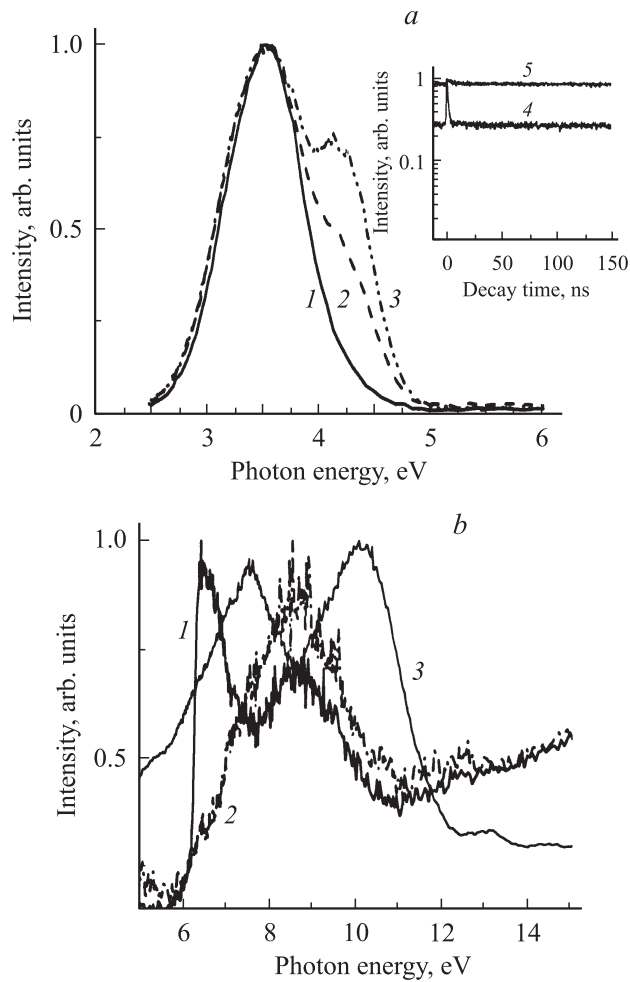 a
1.0
0.5
0
Intensity, arb. units
1 2 3
2 3 4 5 6
Photon energy, eV
1
0.1
Intensity, arb. units
5
4
0 50 100 150
Decay time, ns
b
1.0
0.5
Intensity, arb. units
1
2
3
6 8 10 12 14
Photon energy, eV